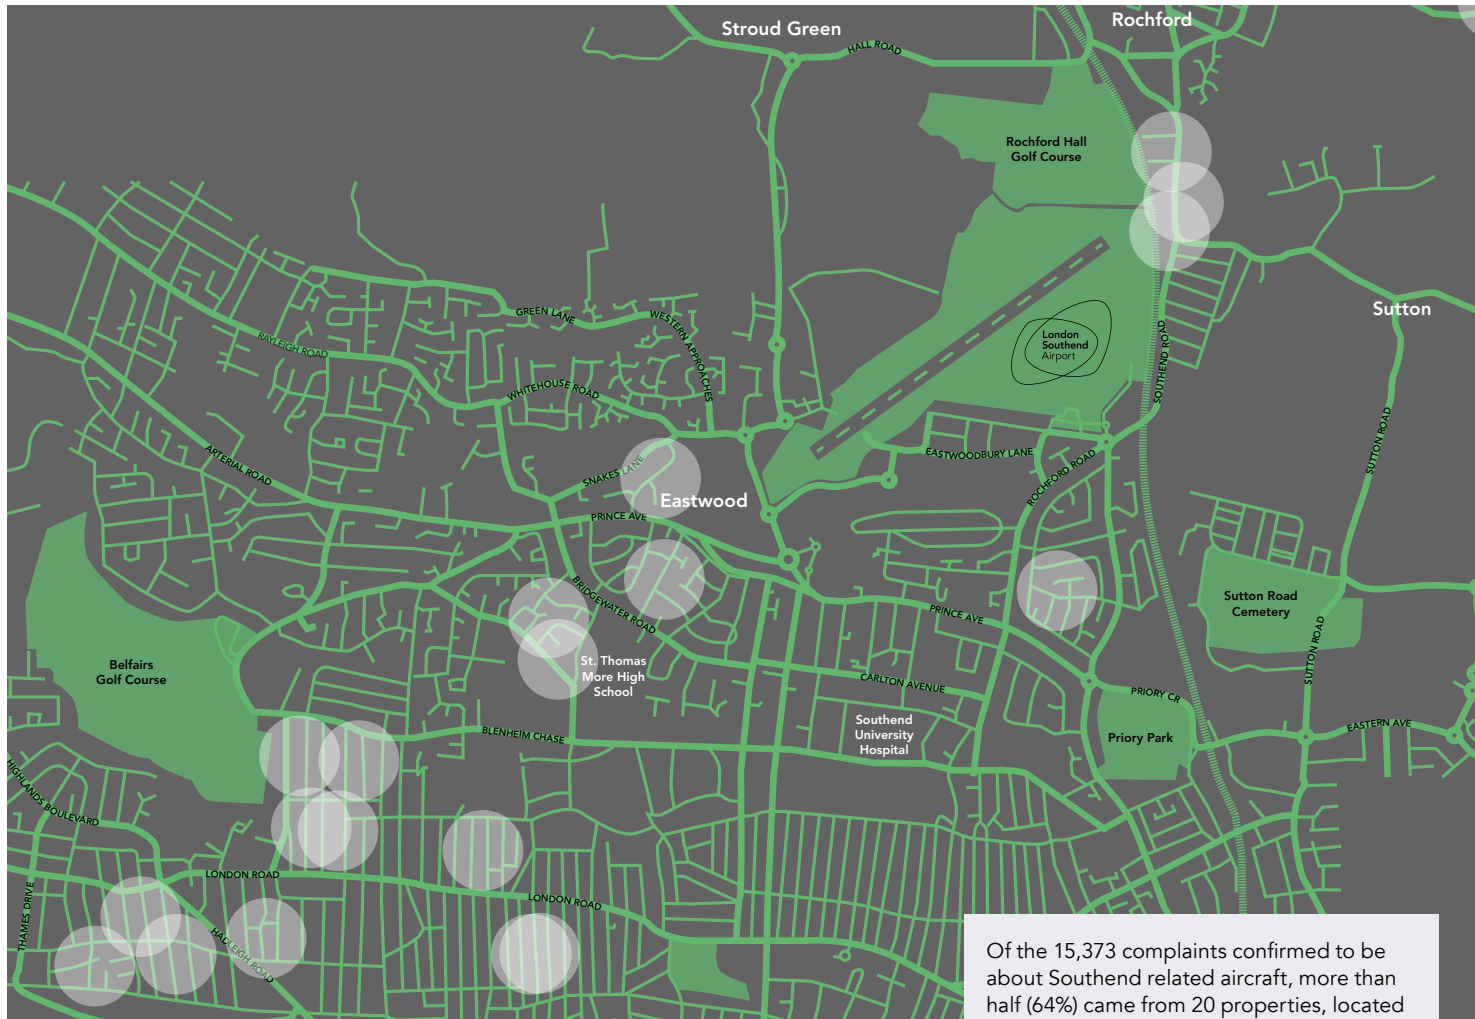 Stroud Green
Rochford
HALL ROAD
Rochford Hall
Golf Course
Sutton
London
Southend
Airport
GREEN LANE
WESTERN APPROACHES
RAYLEIGH ROAD
WHITEHOUSE ROAD
SOUTHEND ROAD
SUTTON ROAD
ARTERIAL ROAD
SNAKES LANE
EASTWOODBURY LANE
ROCHFORD ROAD
Eastwood
PRINCE AVE
BRIDGEWATER ROAD
PRINCE AVE
Sutton Road
Cemetery
SUTTON ROAD
Belfairs
Golf Course
St. Thomas
More High
School
CARLTON AVENUE
PRIORY CR
Southend
University
Hospital
Priory Park
EASTERN AVE
BLENHEIM CHASE
HIGHLANDS BOULEVARD
LONDON ROAD
LONDON ROAD
THAMES DRIVE
HADLEIGH ROAD
Of the 15,373 complaints confirmed to be
about Southend related aircraft, more than
half (64%) came from 20 properties, located